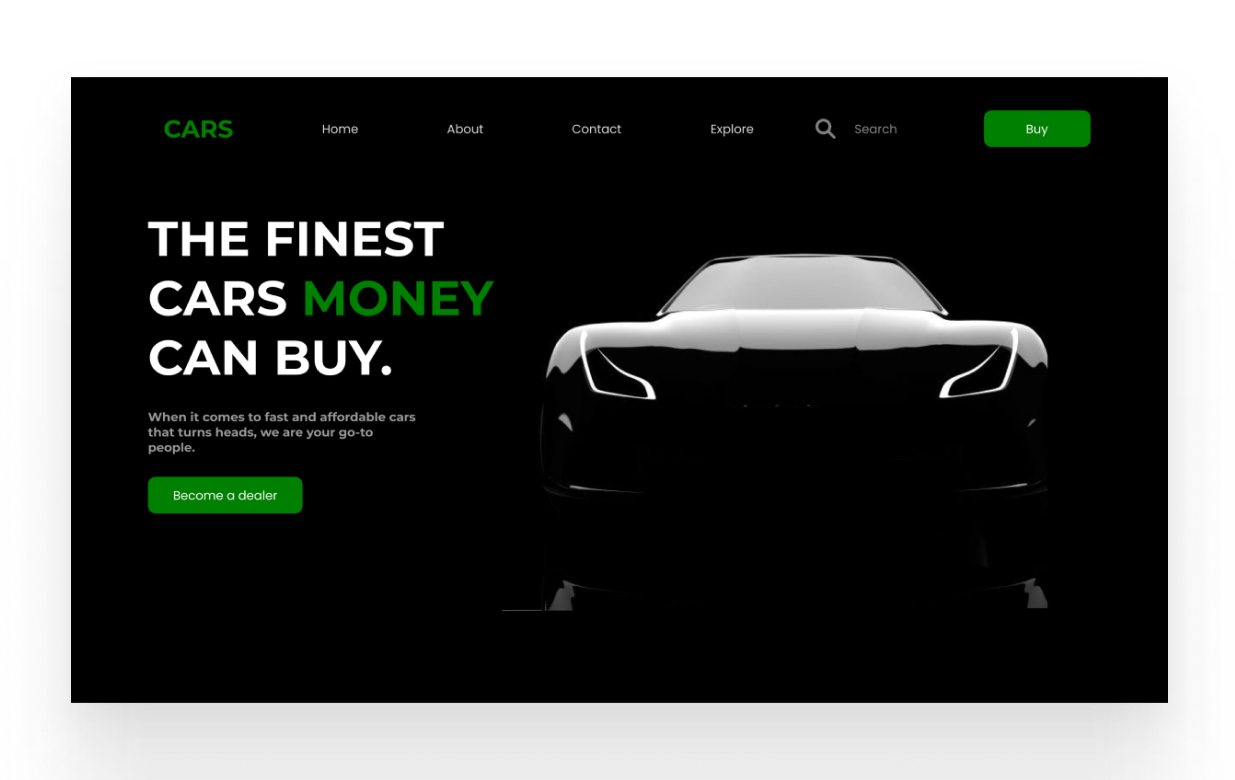 CARS
Home
About
Contact
Explore
Search
Buy
THE FINEST
CARS MONEY
CAN BUY.
When it comes to fast and affordable cars
that turns heads, we are your go-to
people.
Become a dealer